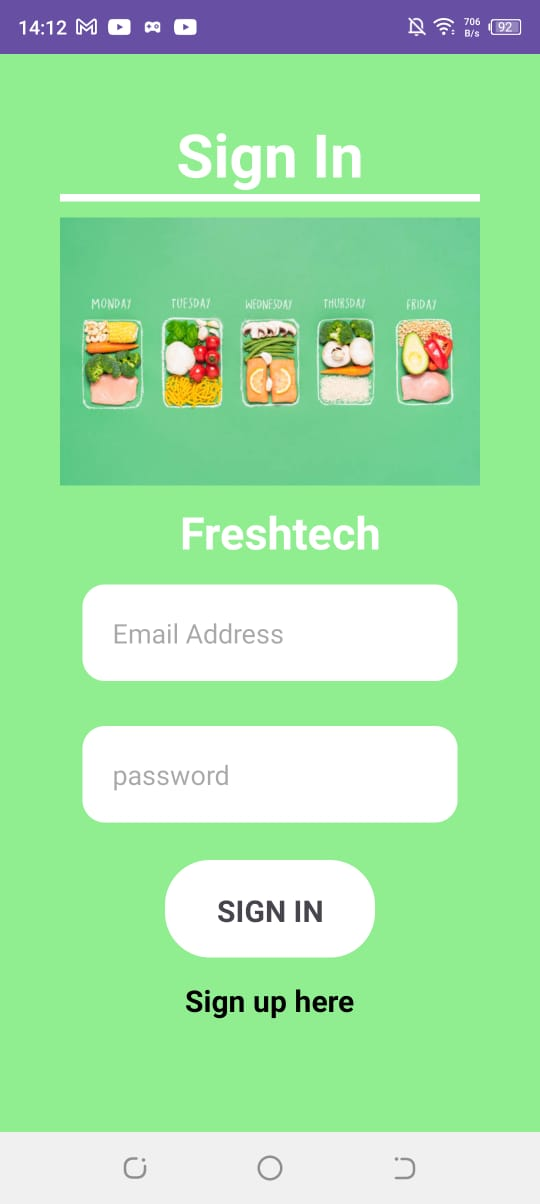 14:12
706
B/s
92
Sign In
MONDAY TUESDAY WEDNESDAY THURSDAY FRIDAY
Freshtech
Email Address
password
SIGN IN
Sign up here